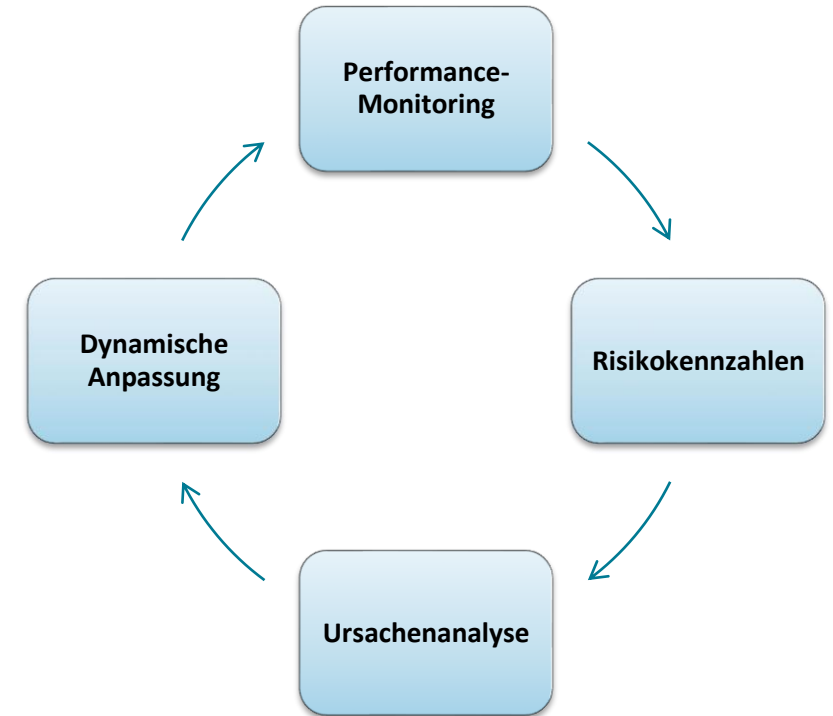 Performance-
Monitoring
Dynamische
Anpassung
Risikokennzahlen
Ursachenanalyse